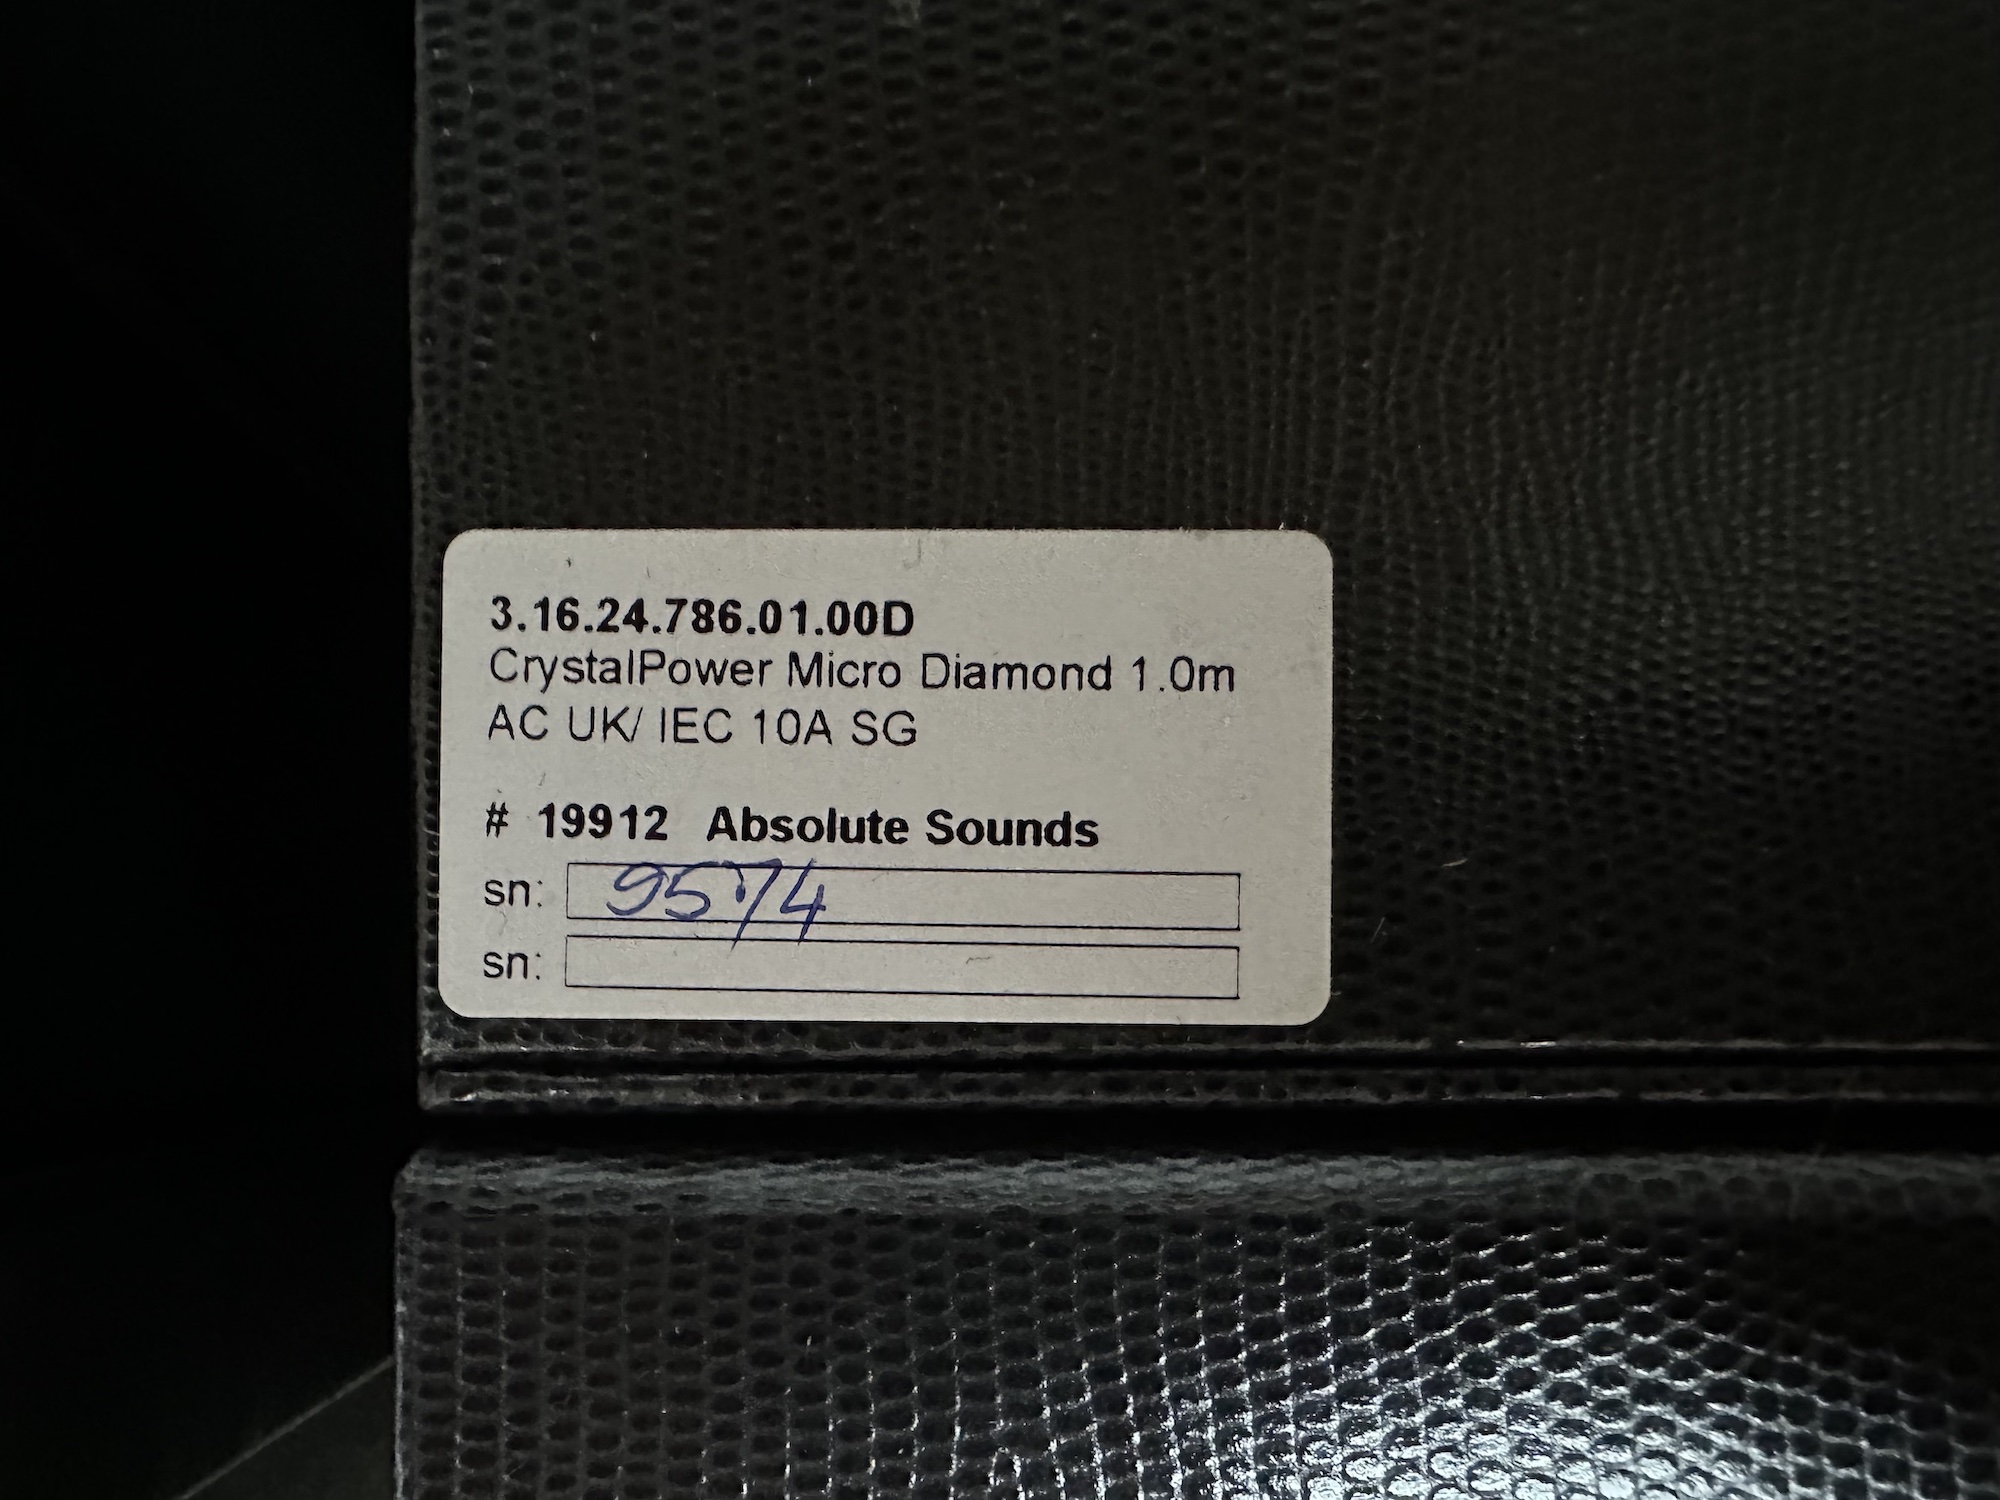 3.16.24.786.01.00D
CrystalPower Micro Diamond 1.0m
AC UK/ IEC 10A SG
# 19912 Absolute Sounds
sn: 9574
sn: